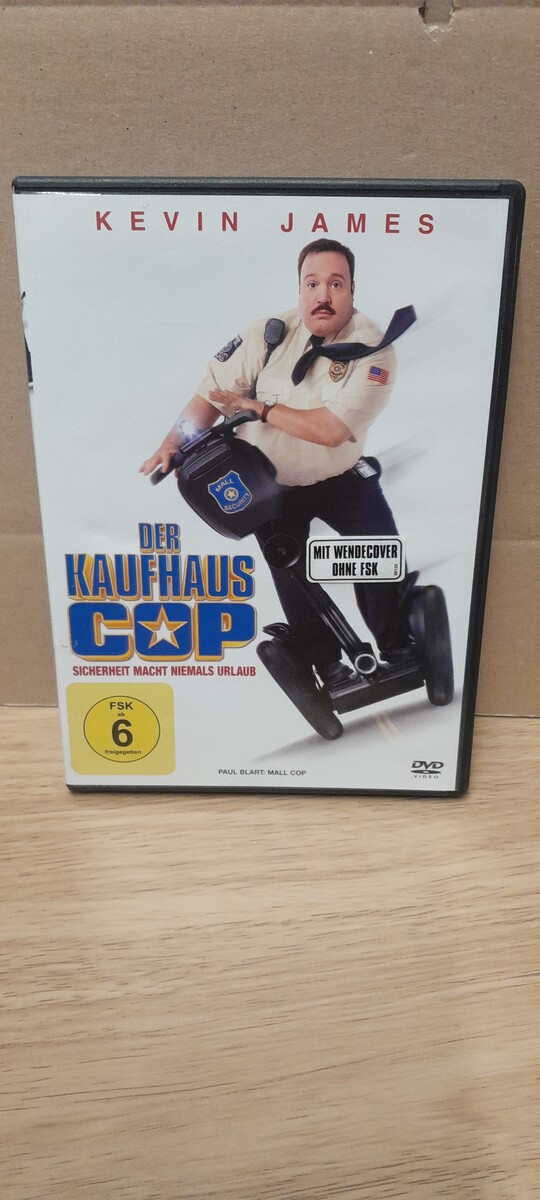 KEVIN JAMES
MALL
SECURITY
DER
KAUFHAUS
COP
MIT WENDECOVER
OHNE FSK
SICHERHEIT MACHT NIEMALS URLAUB
FSK
ab
6
freigegeben
PAUL BLART: MALL COP
DVD
VIDEO